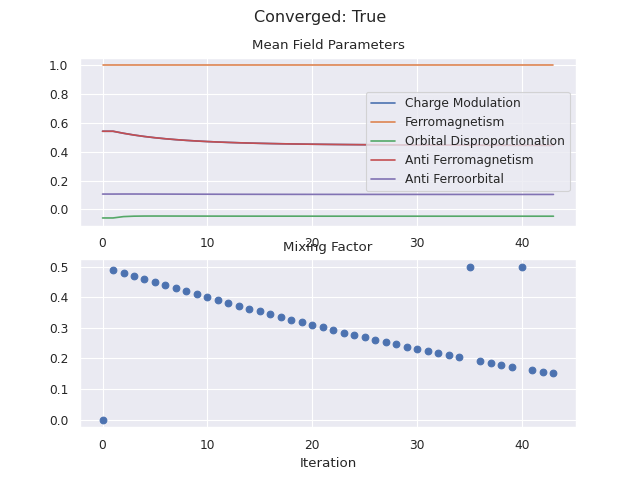 Converged: True
Mean Field Parameters
1.0
0.8
0.6
0.4
0.2
0.0
Charge Modulation
Ferromagnetism
Orbital Disproportionation
Anti Ferromagnetism
Anti Ferroorbital
0 10 20 30 40
Mixing Factor
0.5
0.4
0.3
0.2
0.1
0.0
0 10 20 30 40
Iteration